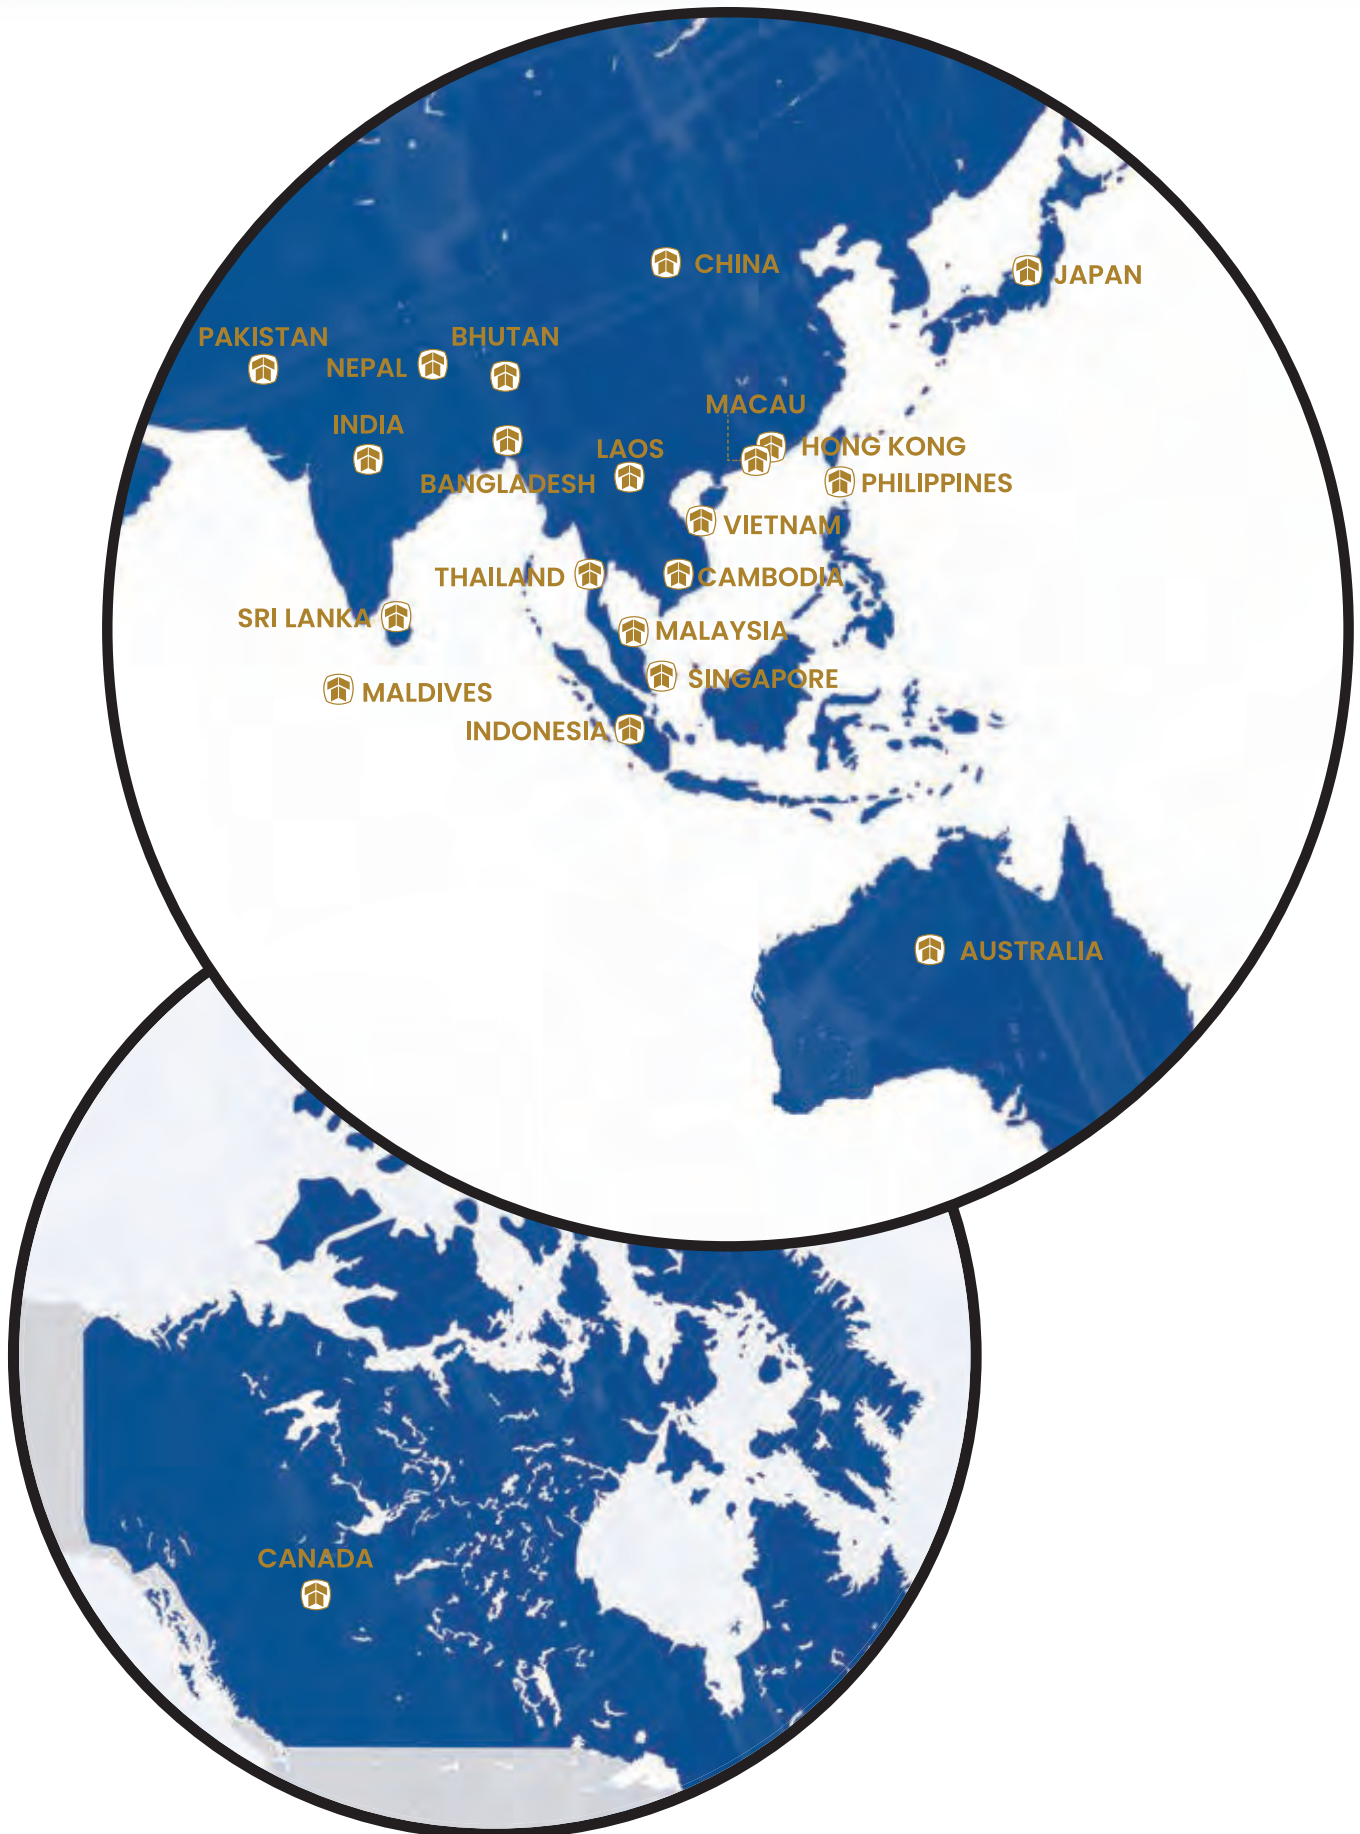 CHINA
JAPAN
PAKISTAN
BHUTAN
NEPAL
MACAU
INDIA
HONG KONG
LAOS
BANGLADESH
PHILIPPINES
VIETNAM
THAILAND
CAMBODIA
SRI LANKA
MALAYSIA
SINGAPORE
MALDIVES
INDONESIA
AUSTRALIA
CANADA